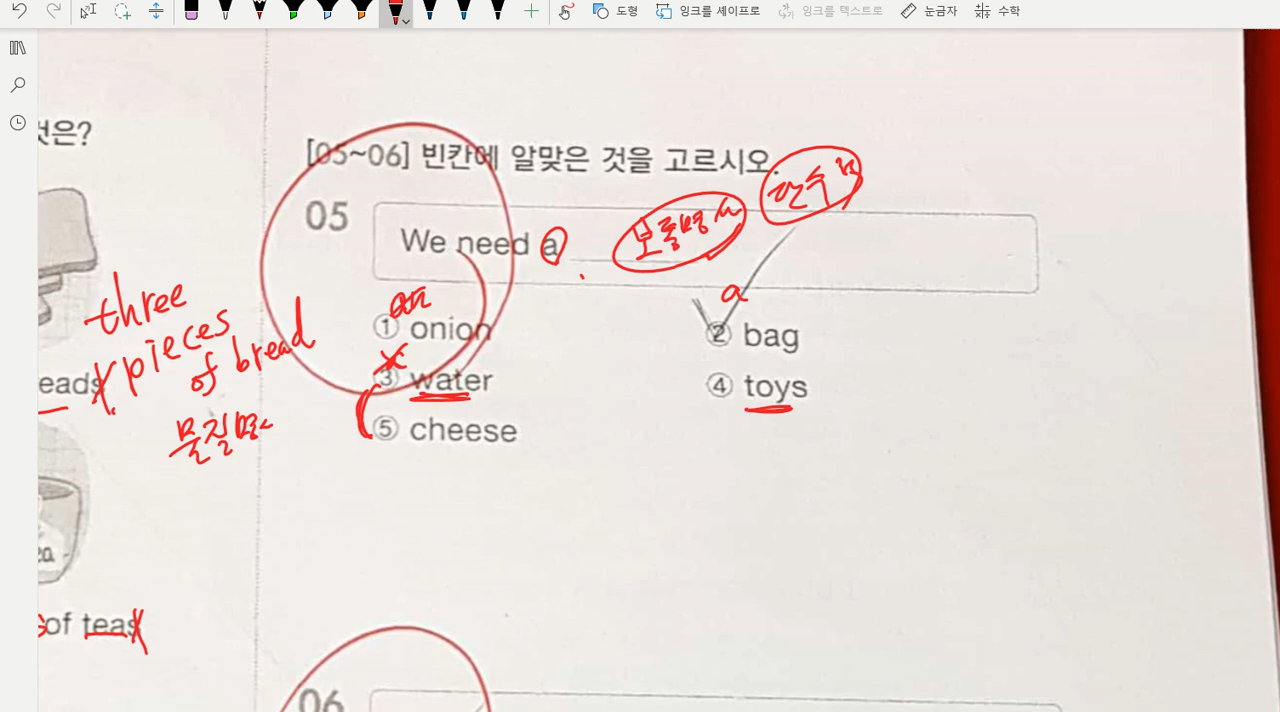 도형
잉크를 셰이프로
잉크를 텍스트로
눈금자
수학
것은?
[05~06] 빈칸에 알맞은 것을 고르시오.
단수
05
We need a
보통명사
three
pieces
of bread
eads
물질명사
an
a
① onion
② bag
③ water
④ toys
⑤ cheese
ea
of teas
06